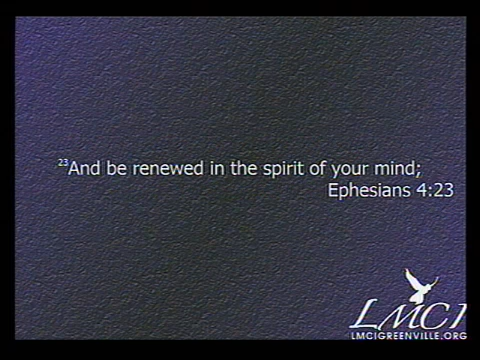 23And be renewed in the spirit of your mind;
Ephesians 4:23
LMCI
LMCIGREENVILLE.ORG